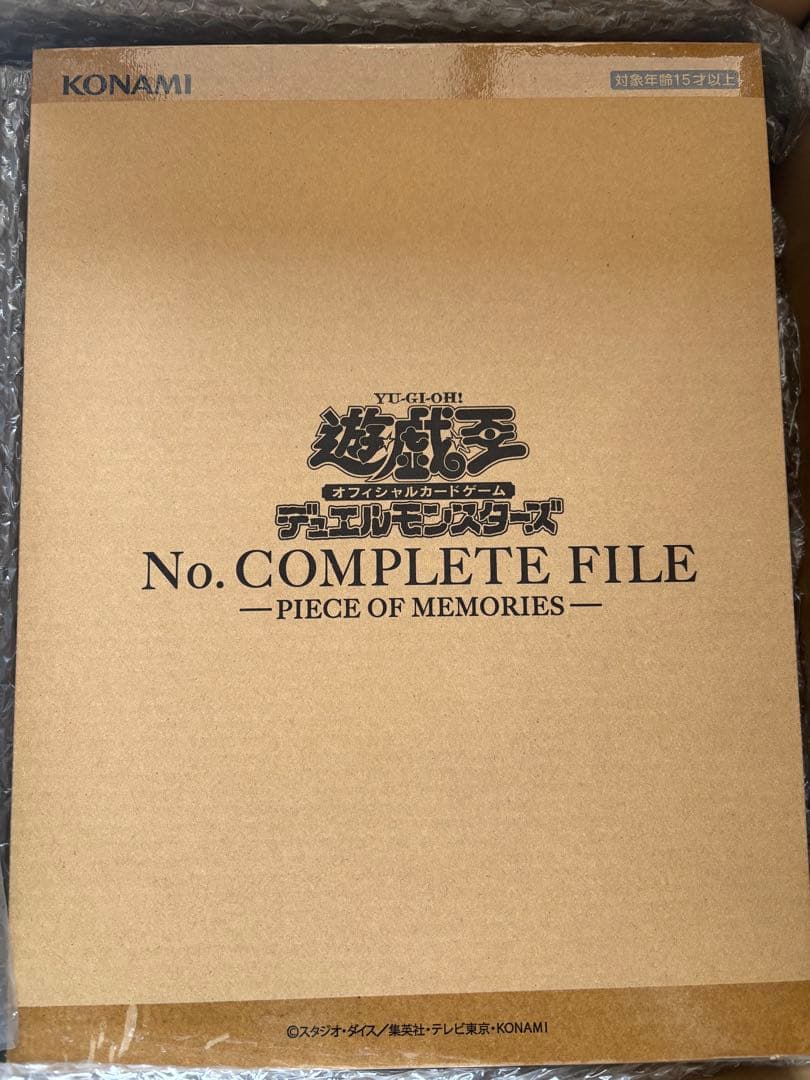 KONAMI
対象年齢15才以上
YU-GI-OH!
遊☆戯☆王
オフィシャルカードゲーム
デュエルモンスターズ
No. COMPLETE FILE
—PIECE OF MEMORIES—
©スタジオ・ダイス／集英社・テレビ東京・KONAMI